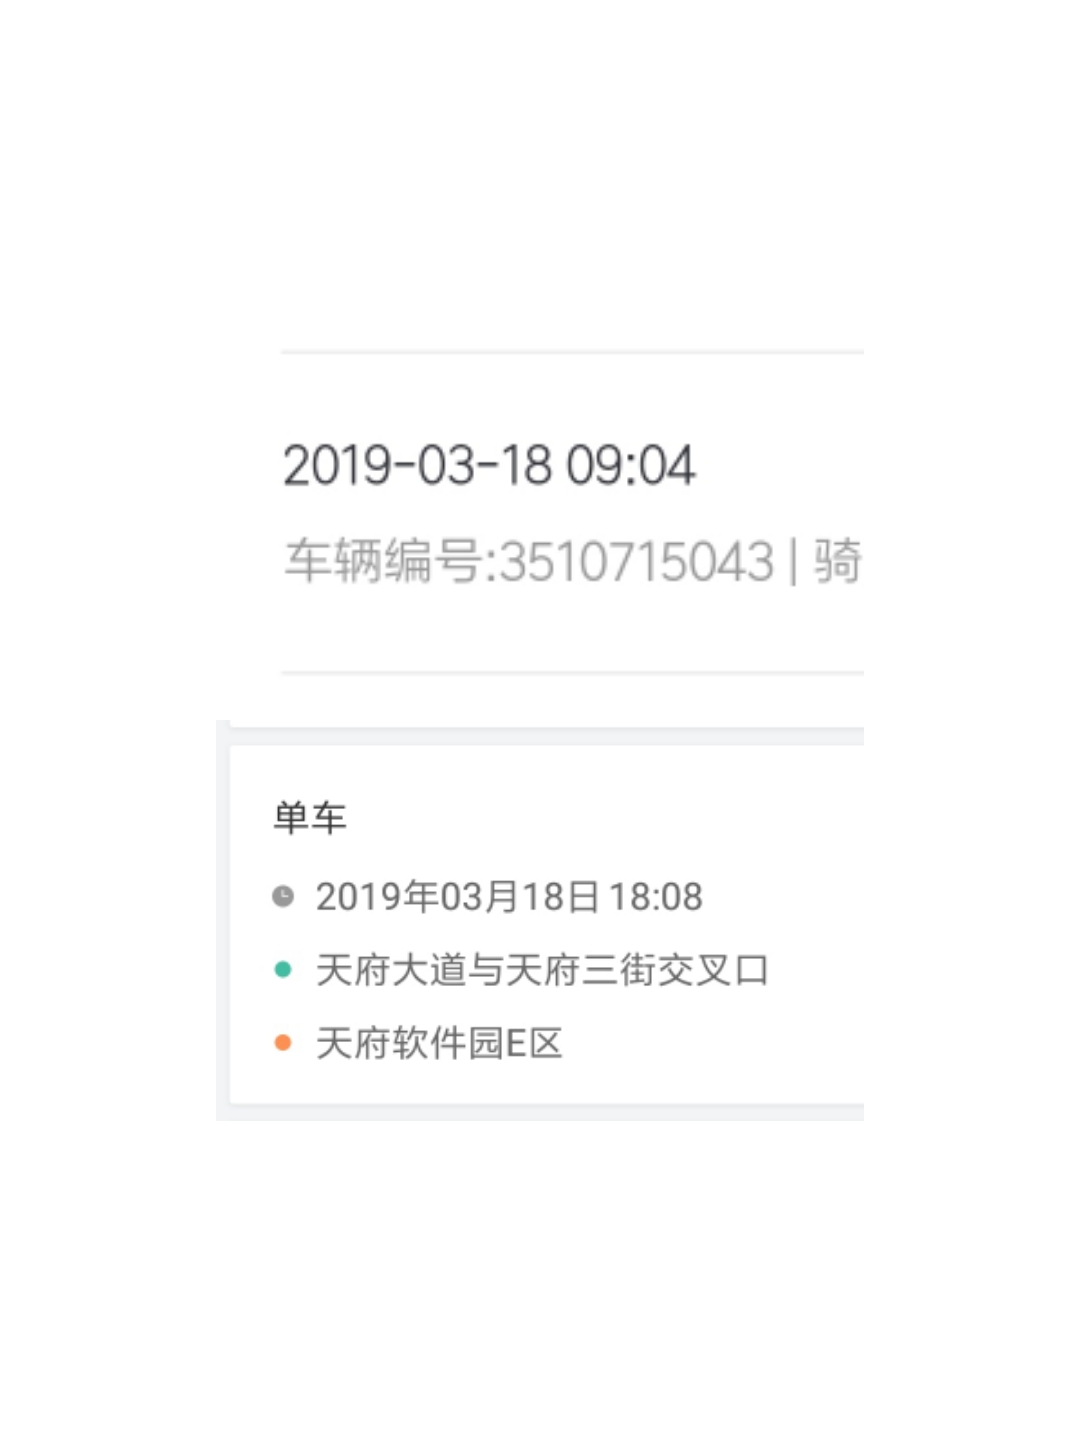 2019-03-18 09:04
车辆编号:3510715043 | 骑
单车
2019年03月18日 18:08
天府大道与天府三街交叉口
天府软件园E区